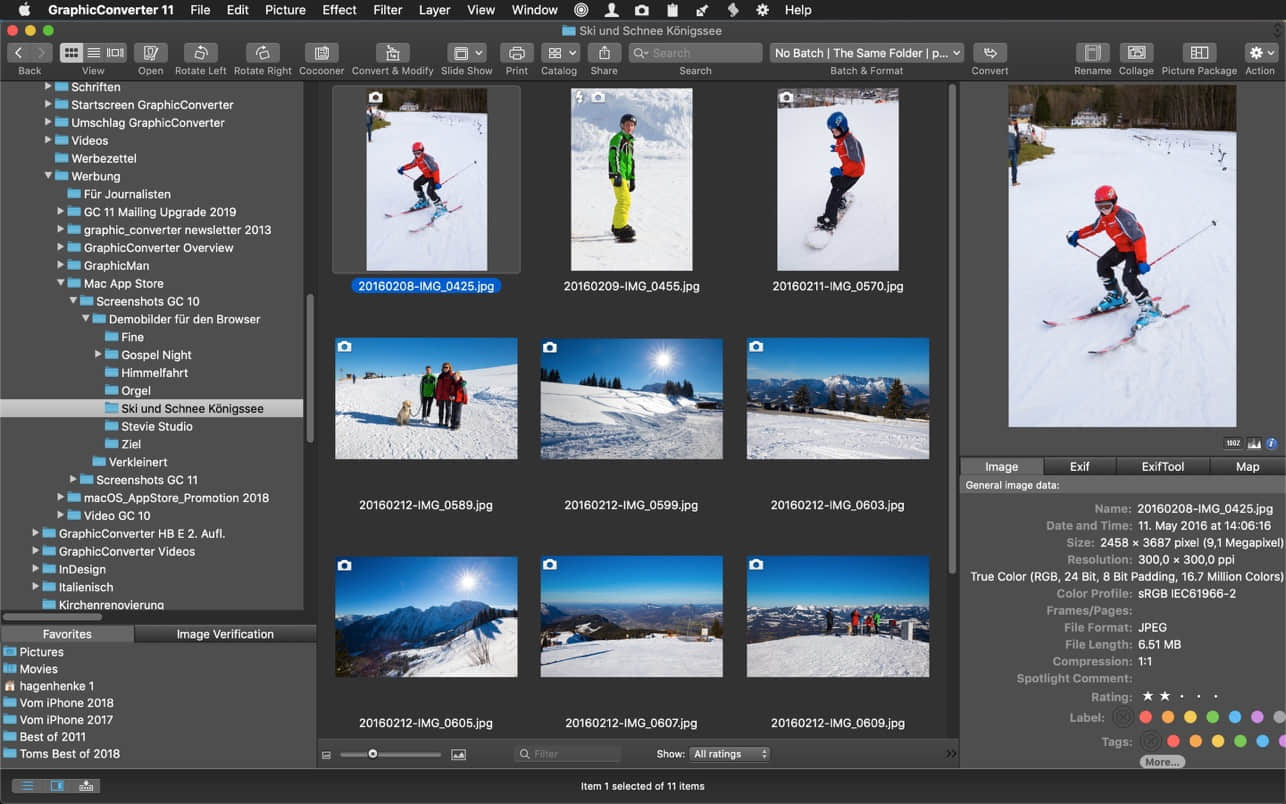 GraphicConverter 11 File Edit Picture Effect Filter Layer View Window Help
Ski und Schnee Königssee
Search No Batch | The Same Folder | p...
Back View Open Rotate Left Rotate Right Cocooner Convert & Modify Slide Show Print Catalog Share Search Batch & Format Convert Rename Collage Picture Package Action
Schriften
Startscreen GraphicConverter
Umschlag GraphicConverter
Videos
Werbezettel
Werbung
Für Journalisten
GC 11 Mailing Upgrade 2019
graphic_converter newsletter 2013
GraphicConverter Overview
GraphicMan
Mac App Store
Screenshots GC 10
Demobilder für den Browser
Fine
Gospel Night
Himmelfahrt
Orgel
Ski und Schnee Königssee
Stevie Studio
Ziel
Verkleinert
Screenshots GC 11
macOS_AppStore_Promotion 2018
Video GC 10
GraphicConverter HB E 2. Aufl.
GraphicConverter Videos
InDesign
Italienisch
Kirchenrenovierung
Favorites Image Verification
Pictures
Movies
hagenhenke 1
Vom iPhone 2018
Vom iPhone 2017
Best of 2011
Toms Best of 2018
20160208-IMG_0425.jpg 20160209-IMG_0455.jpg 20160211-IMG_0570.jpg
20160212-IMG_0589.jpg 20160212-IMG_0599.jpg 20160212-IMG_0603.jpg
20160212-IMG_0605.jpg 20160212-IMG_0607.jpg 20160212-IMG_0609.jpg
Filter Show: All ratings
Image Exif ExifTool Map
General image data:
Name: 20160208-IMG_0425.jpg
Date and Time: 11. May 2016 at 14:06:16
Size: 2458 × 3687 pixel (9,1 Megapixel)
Resolution: 300,0 × 300,0 ppi
True Color (RGB, 24 Bit, 8 Bit Padding, 16.7 Million Colors)
Color Profile: sRGB IEC61966-2
Frames/Pages:
File Format: JPEG
File Length: 6.51 MB
Compression: 1:1
Spotlight Comment:
Rating:
Label:
Tags:
More...
Item 1 selected of 11 items